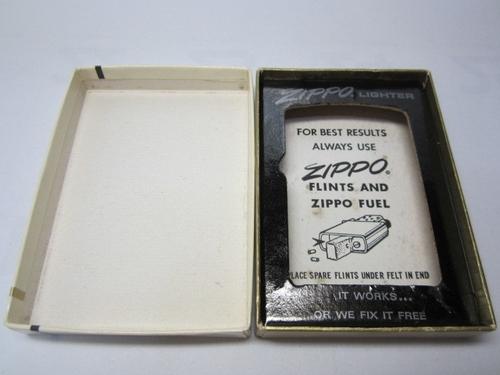 ZIPPO LIGHTER
FOR BEST RESULTS
ALWAYS USE
ZIPPO®
FLINTS AND
ZIPPO FUEL
LACE SPARE FLINTS UNDER FELT IN END
IT WORKS...
OR WE FIX IT FREE